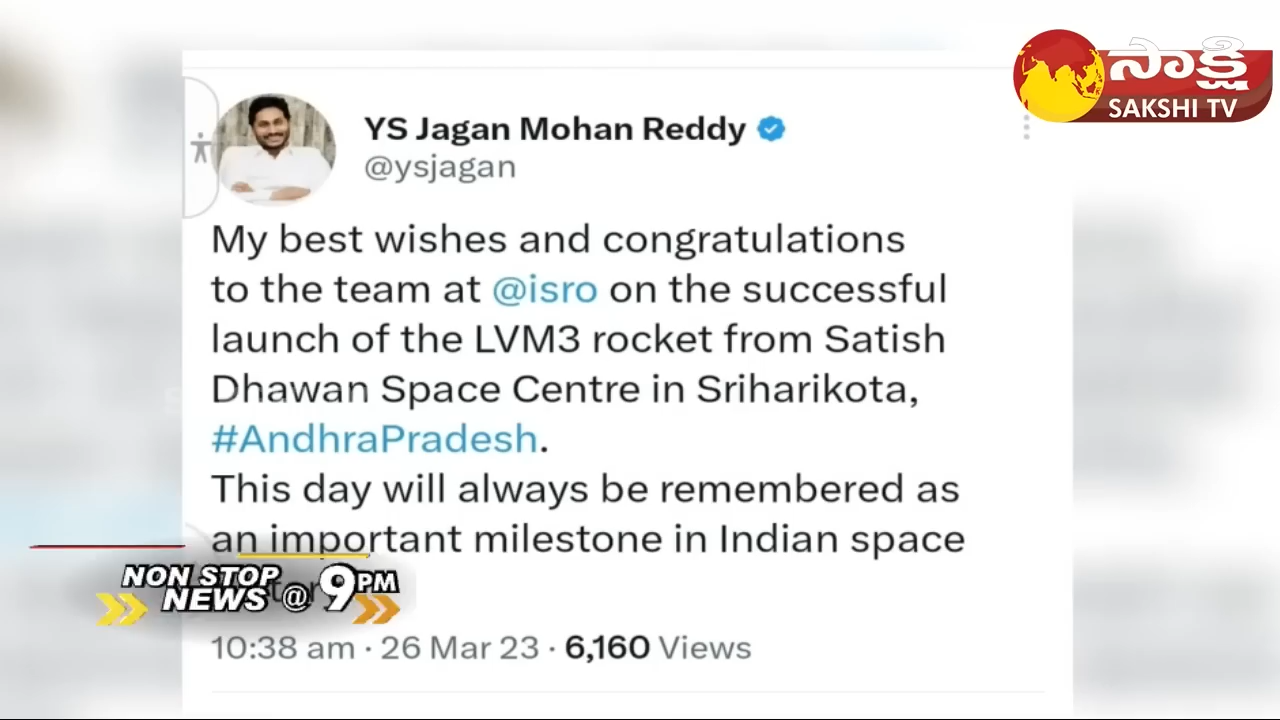 సాక్షి
SAKSHI TV
YS Jagan Mohan Reddy
@ysjagan
My best wishes and congratulations
to the team at @isro on the successful
launch of the LVM3 rocket from Satish
Dhawan Space Centre in Sriharikota,
#AndhraPradesh.
This day will always be remembered as
an important milestone in Indian space
NON STOP
NEWS @ 9PM
10:38 am · 26 Mar 23 · 6,160 Views